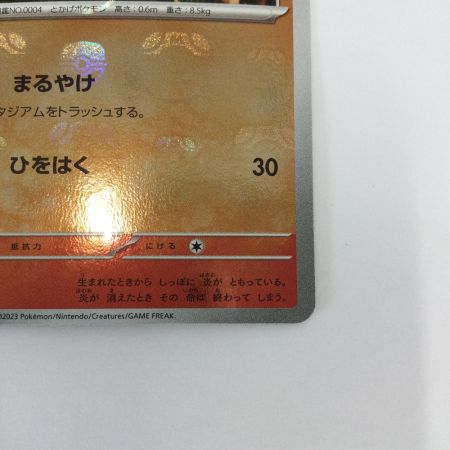 鑑NO.0004 とかげポケモン 高さ：0.6m 重さ：8.5kg
まるやけ
タジアムをトラッシュする。
ひをはく 30
抵抗力 にげる
生まれたときから しっぽに 炎が ともっている。
炎が 消えたとき その 命は 終わって しまう。
©2023 Pokémon/Nintendo/Creatures/GAME FREAK.